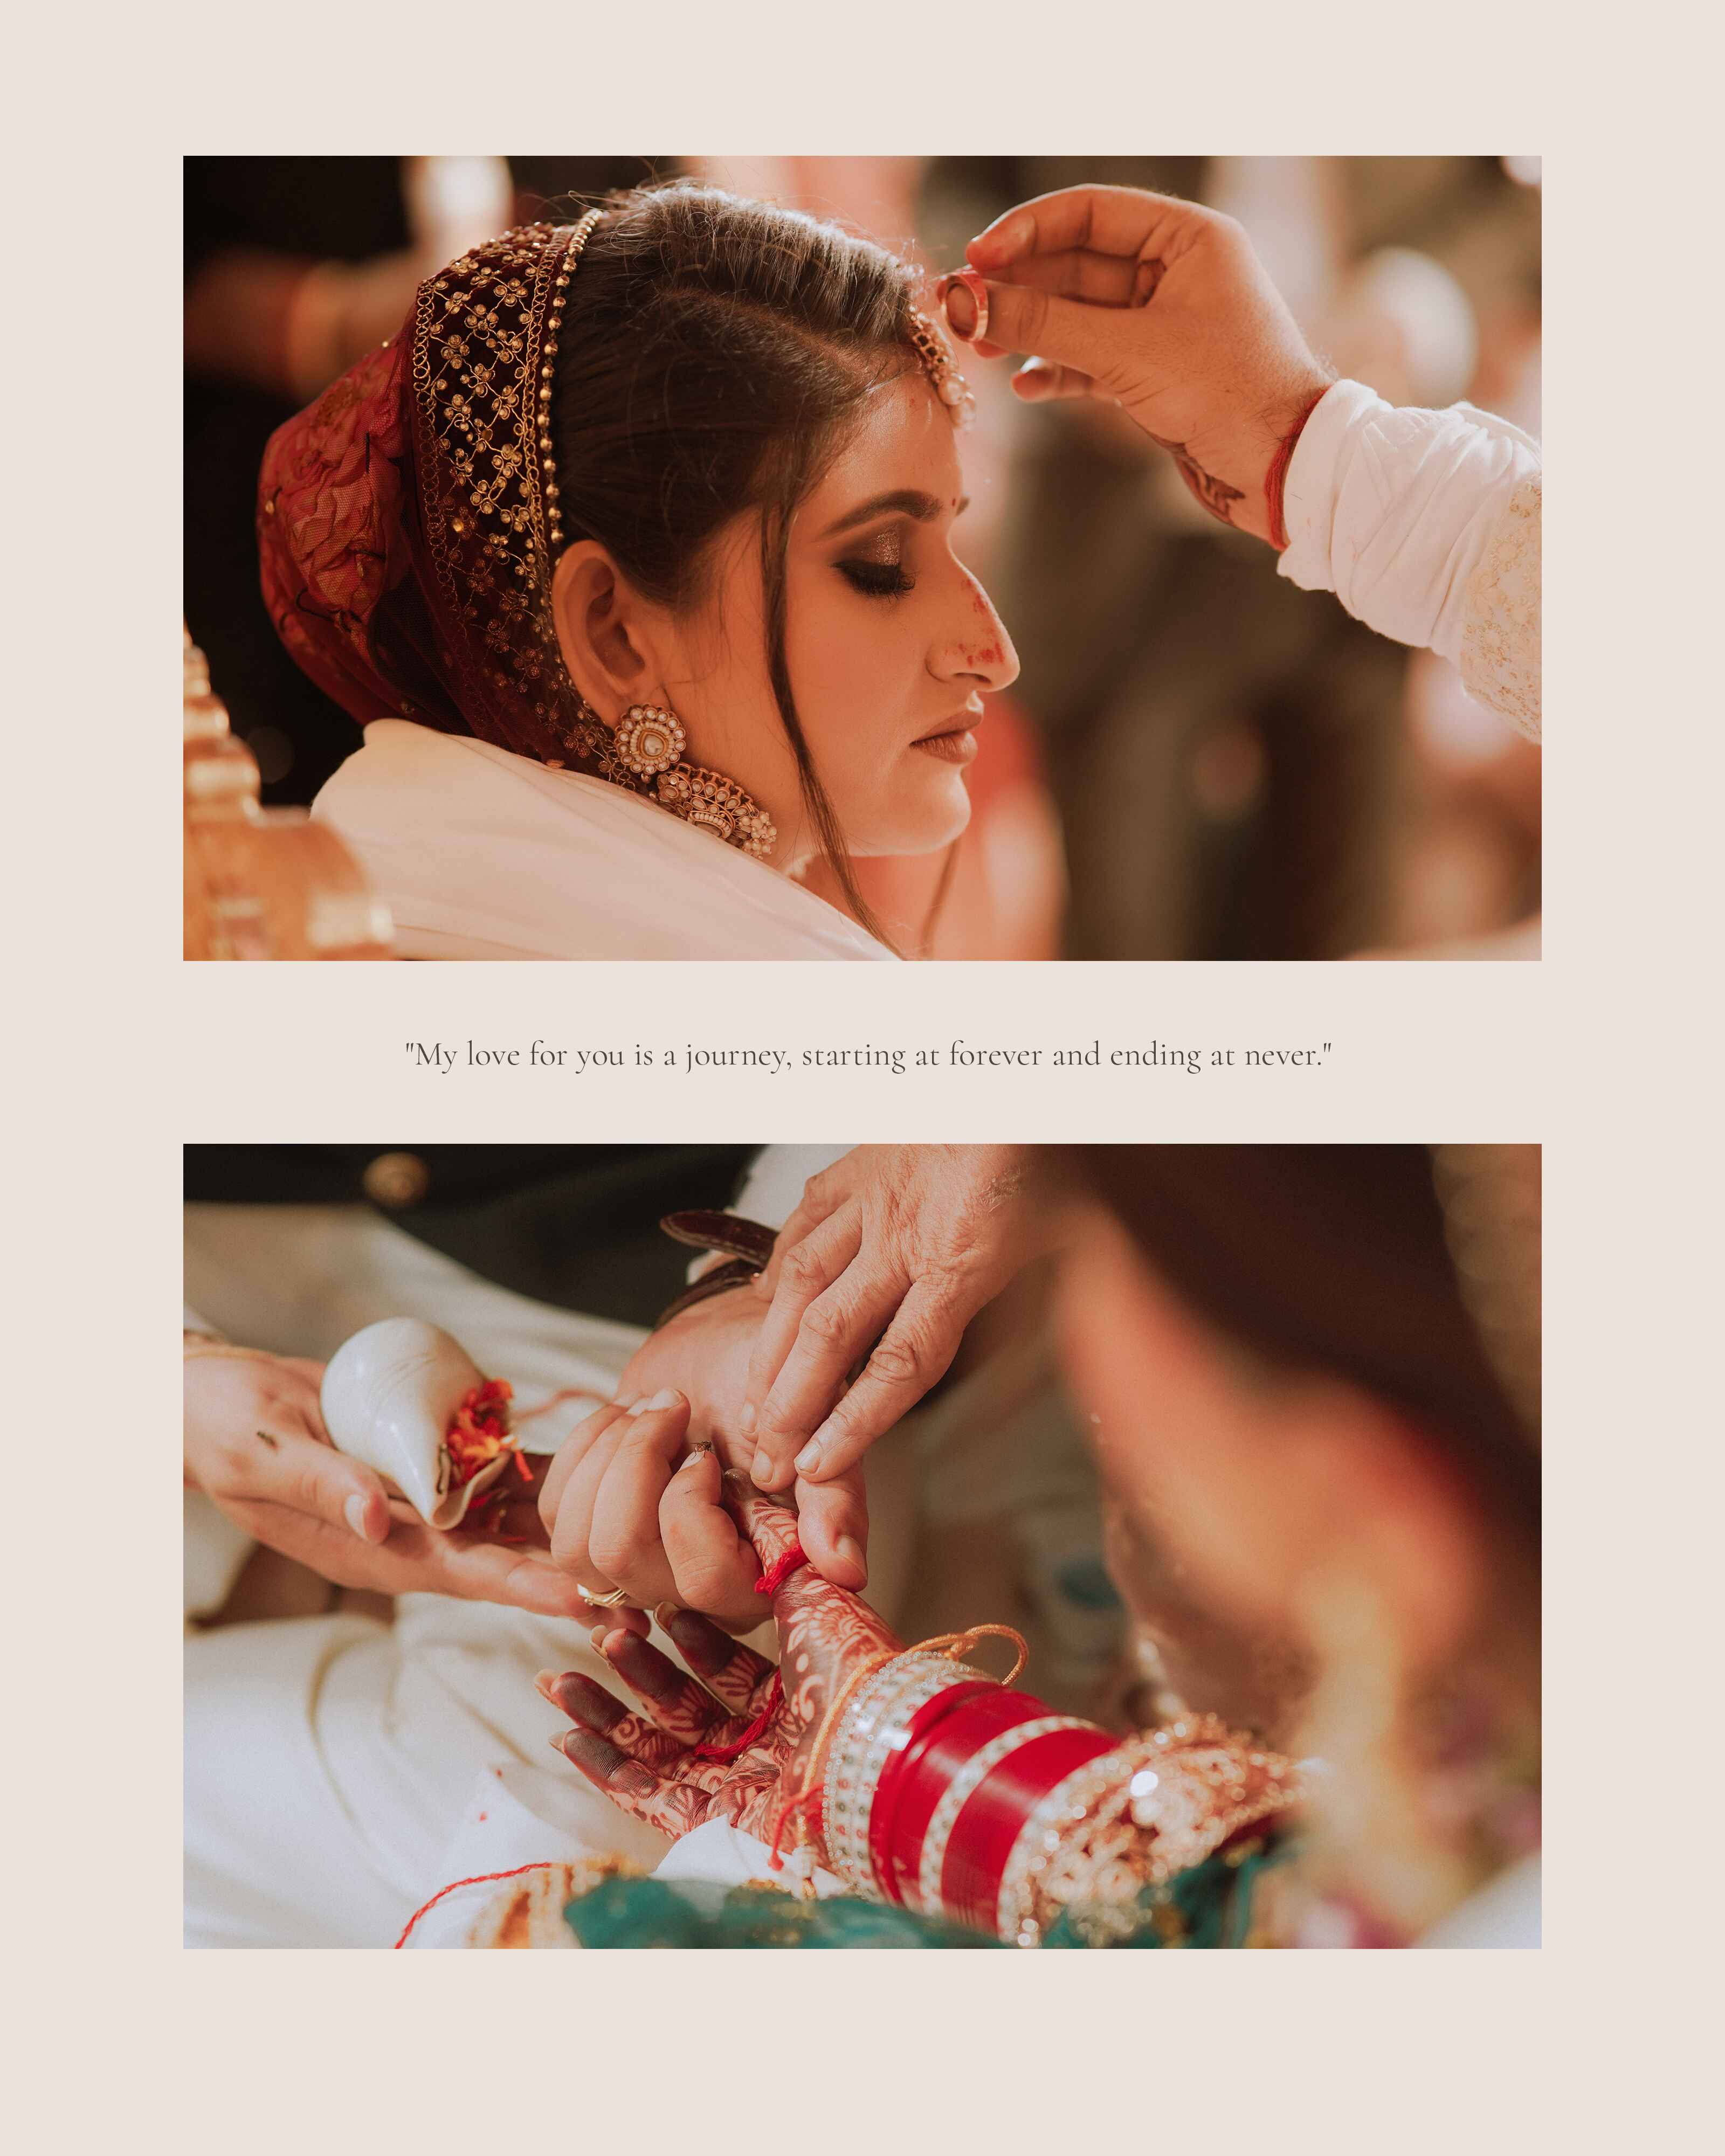 "My love for you is a journey, starting at forever and ending at never."